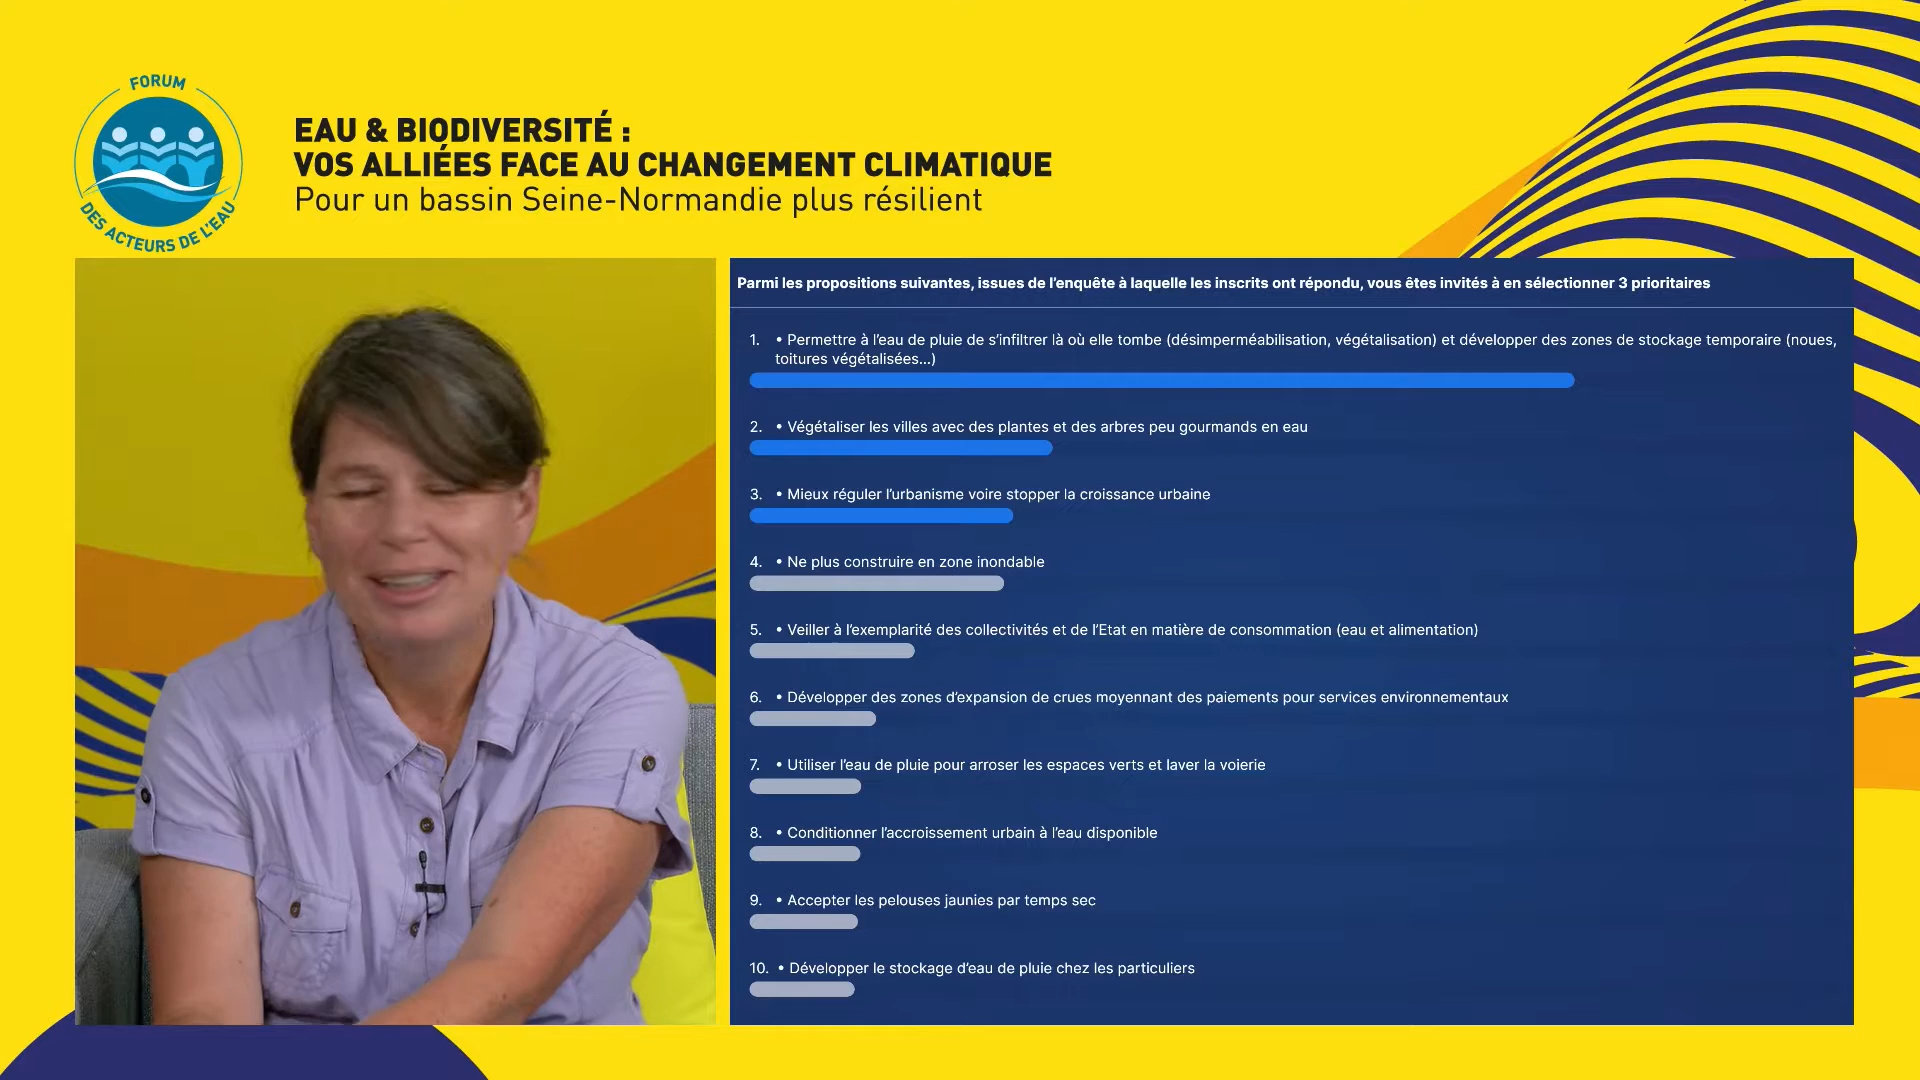 FORUM
DES ACTEURS DE L'EAU
EAU & BIODIVERSITÉ :
VOS ALLIÉES FACE AU CHANGEMENT CLIMATIQUE
Pour un bassin Seine-Normandie plus résilient
Parmi les propositions suivantes, issues de l'enquête à laquelle les inscrits ont répondu, vous êtes invités à en sélectionner 3 prioritaires
1. • Permettre à l'eau de pluie de s'infiltrer là où elle tombe (désimperméabilisation, végétalisation) et développer des zones de stockage temporaire (noues,
toitures végétalisées...)
2. • Végétaliser les villes avec des plantes et des arbres peu gourmands en eau
3. • Mieux réguler l'urbanisme voire stopper la croissance urbaine
4. • Ne plus construire en zone inondable
5. • Veiller à l'exemplarité des collectivités et de l'Etat en matière de consommation (eau et alimentation)
6. • Développer des zones d'expansion de crues moyennant des paiements pour services environnementaux
7. • Utiliser l'eau de pluie pour arroser les espaces verts et laver la voierie
8. • Conditionner l'accroissement urbain à l'eau disponible
9. • Accepter les pelouses jaunies par temps sec
10. • Développer le stockage d'eau de pluie chez les particuliers